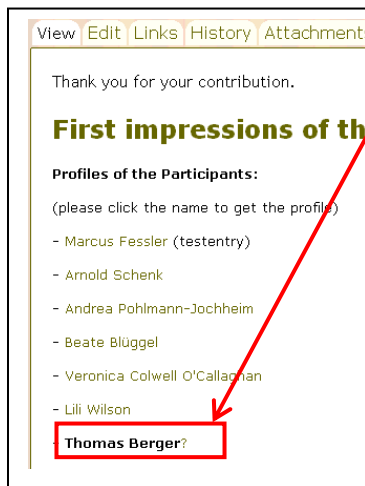 View Edit Links History Attachment
Thank you for your contribution.
First impressions of th
Profiles of the Participants:
(please click the name to get the profile)
- Marcus Fessler (testentry)
- Arnold Schenk
- Andrea Pohlmann-Jochheim
- Beate Blüggel
- Veronica Colwell O'Callaghan
- Lili Wilson
- Thomas Berger?